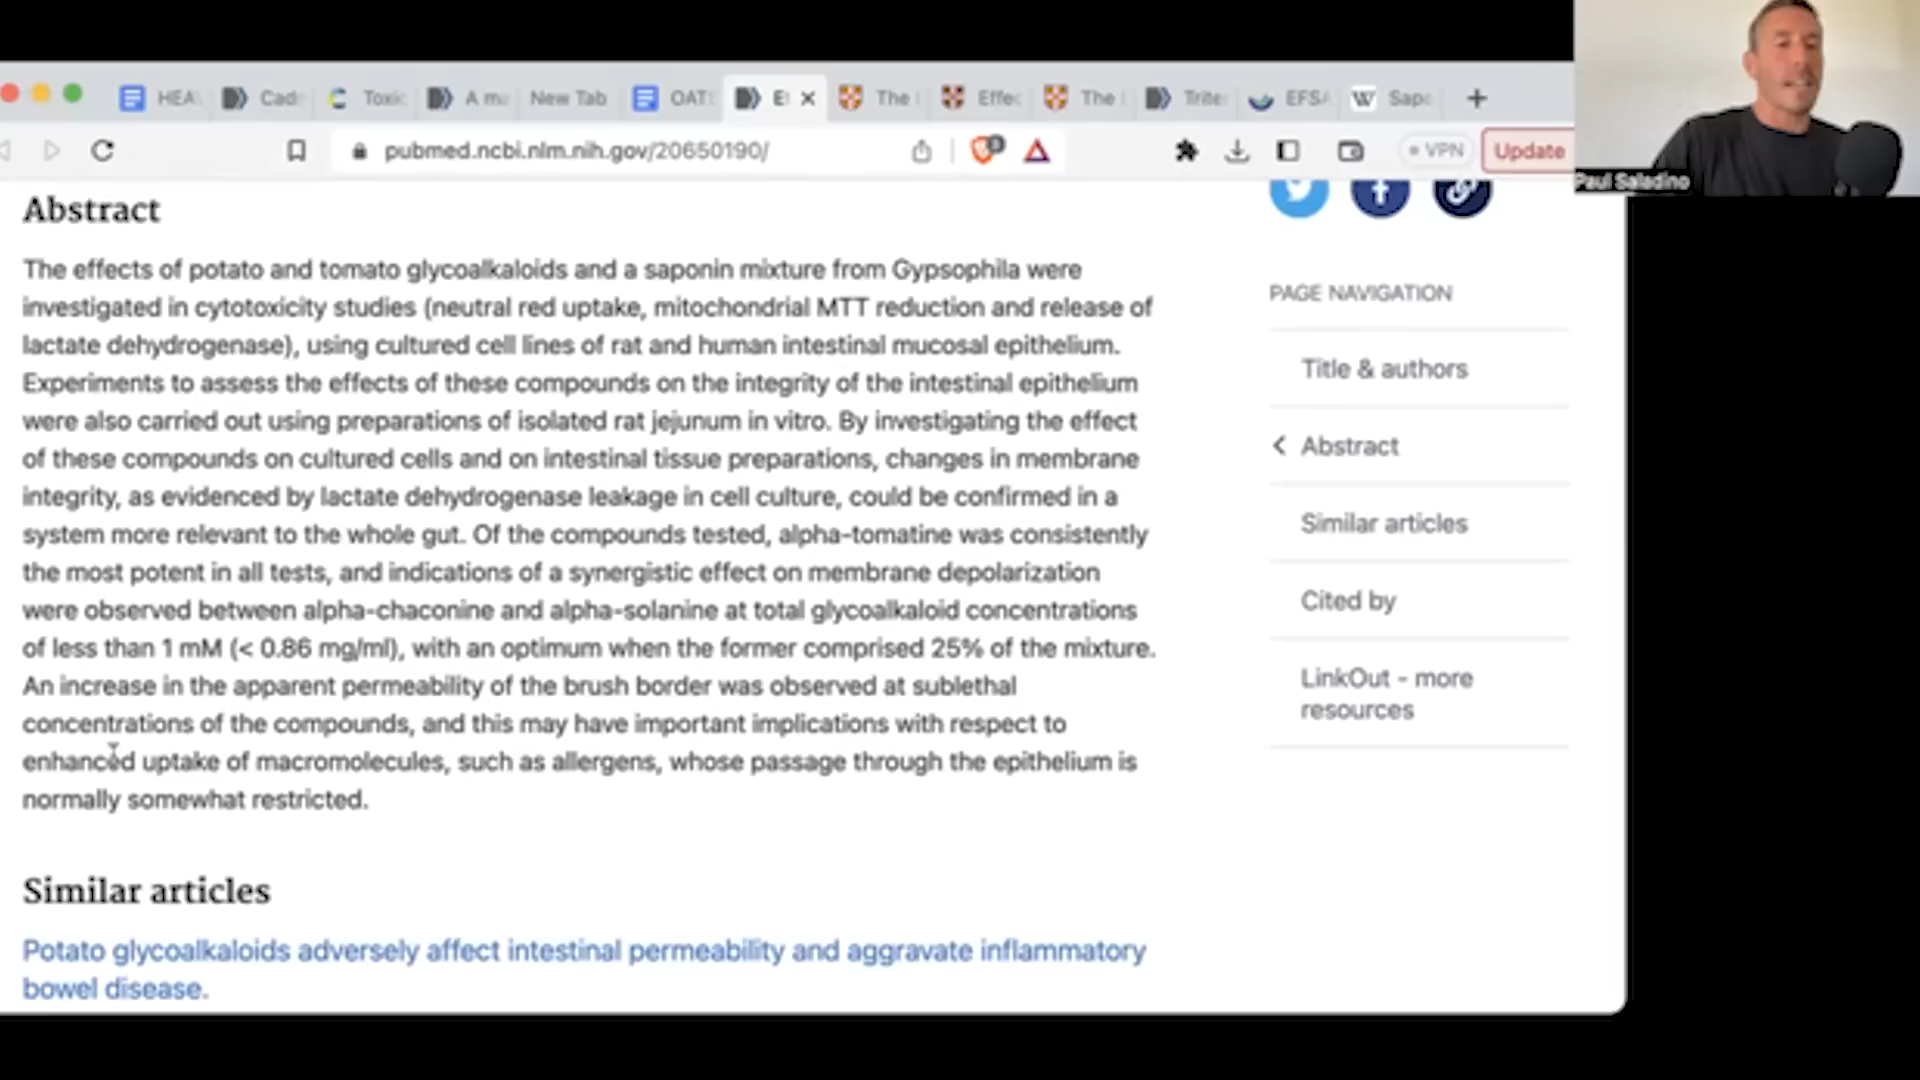 HEA
Cad
Toxic
A ma
New Tab
OAT
E
The
Effec
The
Trite
EFSA
W
Sapo
pubmed.ncbi.nlm.nih.gov/20650190/
VPN
Update
Paul Saladino
Abstract
The effects of potato and tomato glycoalkaloids and a saponin mixture from Gypsophila were
investigated in cytotoxicity studies (neutral red uptake, mitochondrial MTT reduction and release of
lactate dehydrogenase), using cultured cell lines of rat and human intestinal mucosal epithelium.
Experiments to assess the effects of these compounds on the integrity of the intestinal epithelium
were also carried out using preparations of isolated rat jejunum in vitro. By investigating the effect
of these compounds on cultured cells and on intestinal tissue preparations, changes in membrane
integrity, as evidenced by lactate dehydrogenase leakage in cell culture, could be confirmed in a
system more relevant to the whole gut. Of the compounds tested, alpha-tomatine was consistently
the most potent in all tests, and indications of a synergistic effect on membrane depolarization
were observed between alpha-chaconine and alpha-solanine at total glycoalkaloid concentrations
of less than 1 mM (< 0.86 mg/ml), with an optimum when the former comprised 25% of the mixture.
An increase in the apparent permeability of the brush border was observed at sublethal
concentrations of the compounds, and this may have important implications with respect to
enhanced uptake of macromolecules, such as allergens, whose passage through the epithelium is
normally somewhat restricted.
Similar articles
Potato glycoalkaloids adversely affect intestinal permeability and aggravate inflammatory
bowel disease.
PAGE NAVIGATION
Title & authors
Abstract
Similar articles
Cited by
LinkOut - more
resources